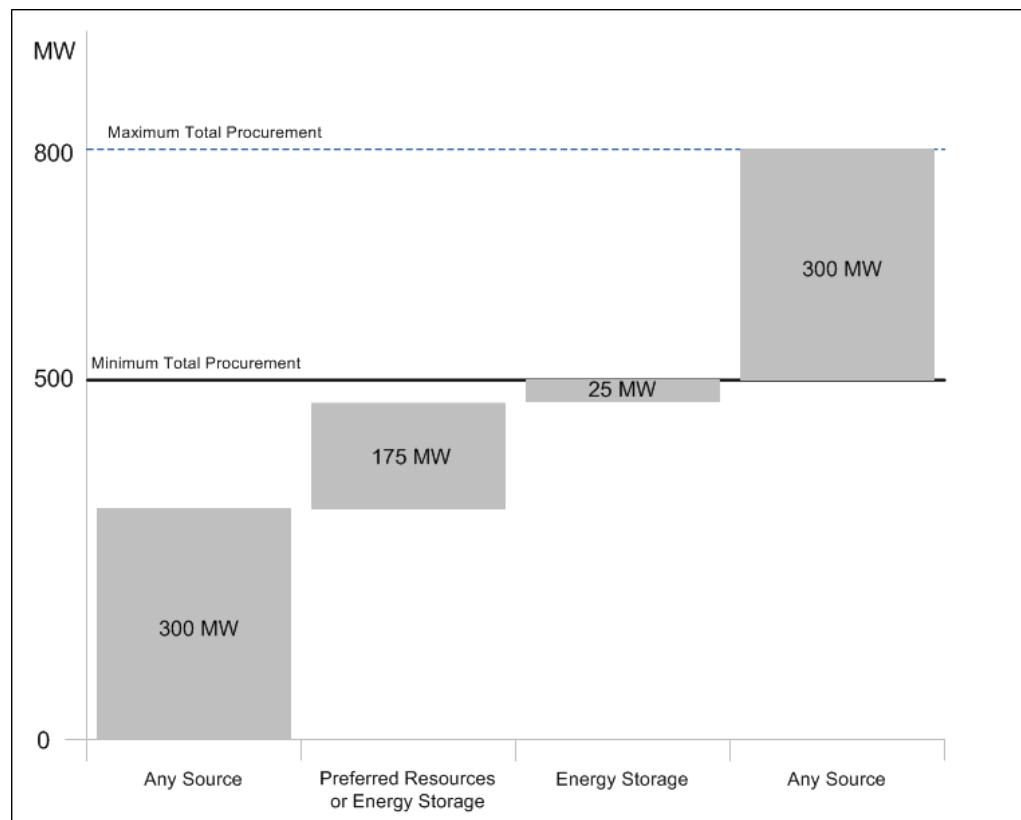 MW
Maximum Total Procurement
800
300 MW
Minimum Total Procurement
500
25 MW
175 MW
300 MW
0
Any Source
Preferred Resources
or Energy Storage
Energy Storage
Any Source